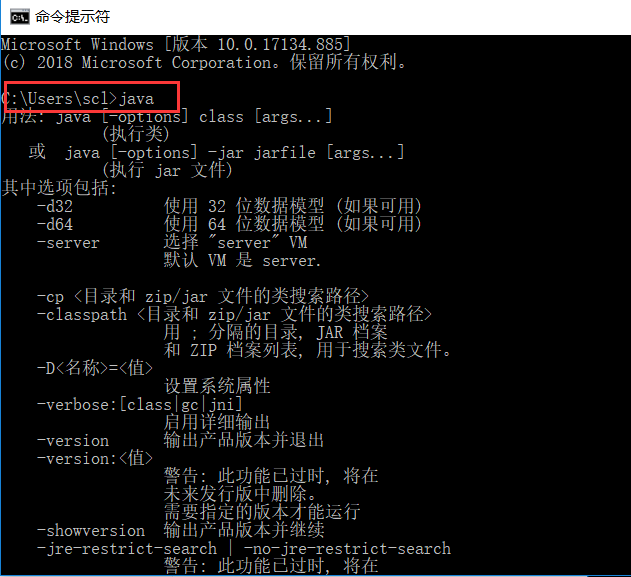 命令提示符
Microsoft Windows [版本 10.0.17134.885]
(c) 2018 Microsoft Corporation。保留所有权利。
C:\Users\scl>java
用法: java [-options] class [args...]
(执行类)
或  java [-options] -jar jarfile [args...]
(执行 jar 文件)
其中选项包括:
-d32          使用 32 位数据模型 (如果可用)
-d64          使用 64 位数据模型 (如果可用)
-server       选择 "server" VM
默认 VM 是 server.
-cp <目录和 zip/jar 文件的类搜索路径>
-classpath <目录和 zip/jar 文件的类搜索路径>
用 ; 分隔的目录, JAR 档案
和 ZIP 档案列表, 用于搜索类文件。
-D<名称>=<值>
设置系统属性
-verbose:[class|gc|jni]
启用详细输出
-version      输出产品版本并退出
-version:<值>
警告: 此功能已过时, 将在
未来发行版中删除。
需要指定的版本才能运行
-showversion  输出产品版本并继续
-jre-restrict-search | -no-jre-restrict-search
警告: 此功能已过时, 将在